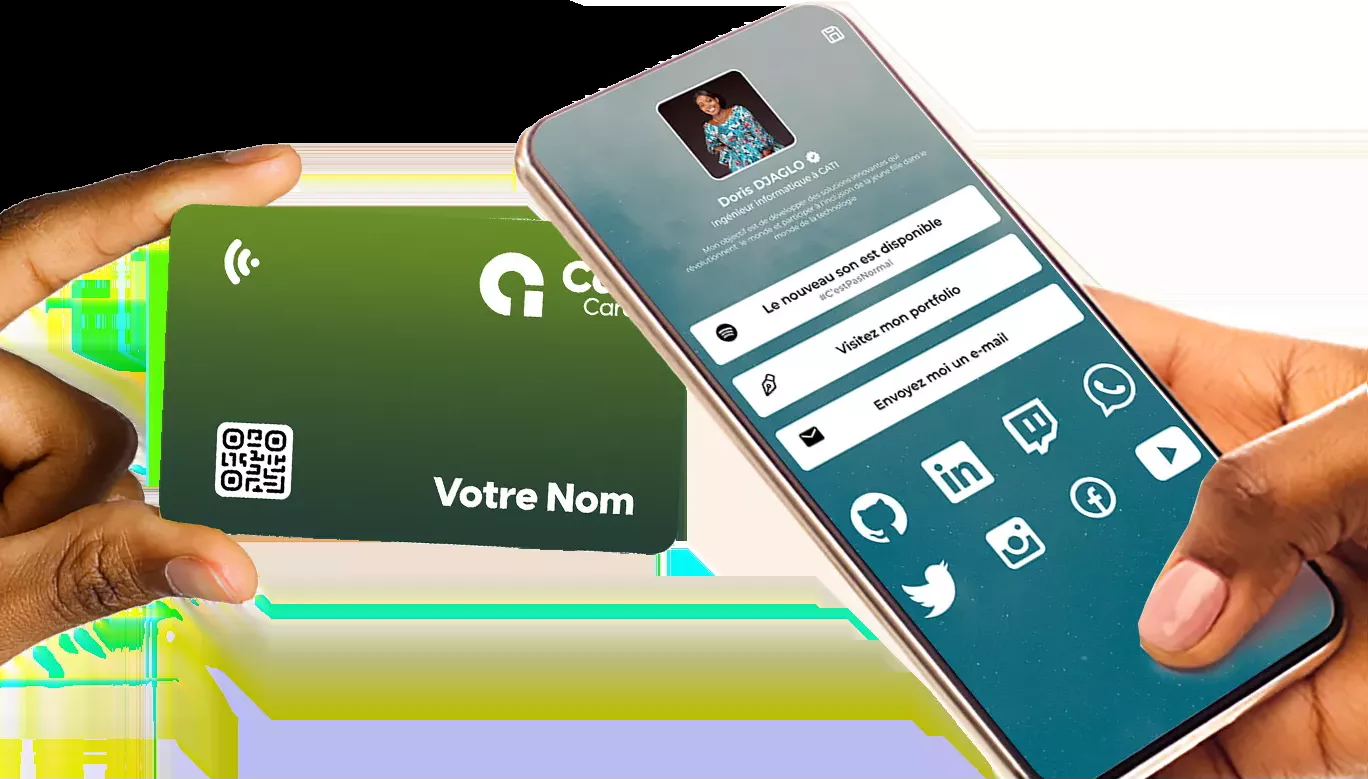 Votre Nom
Doris DJAGLO
Ingénieur Informatique à CATI
Mon objectif est de développer des solutions innovantes qui
révolutionnent le monde et participer à l'inclusion de la jeune fille dans le
monde de la technologie
Le nouveau son est disponible
#C'estPasNormal
Visitez mon portfolio
Envoyez moi un e-mail